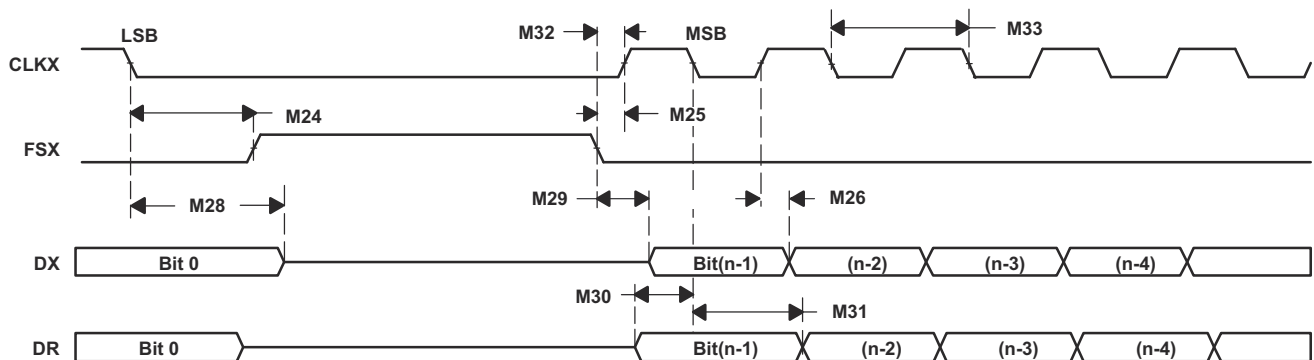 LSB M32 MSB M33
CLKX
M24 M25
FSX
M28 M29 M26
DX Bit 0 Bit(n-1) (n-2) (n-3) (n-4)
M30 M31
DR Bit 0 Bit(n-1) (n-2) (n-3) (n-4)